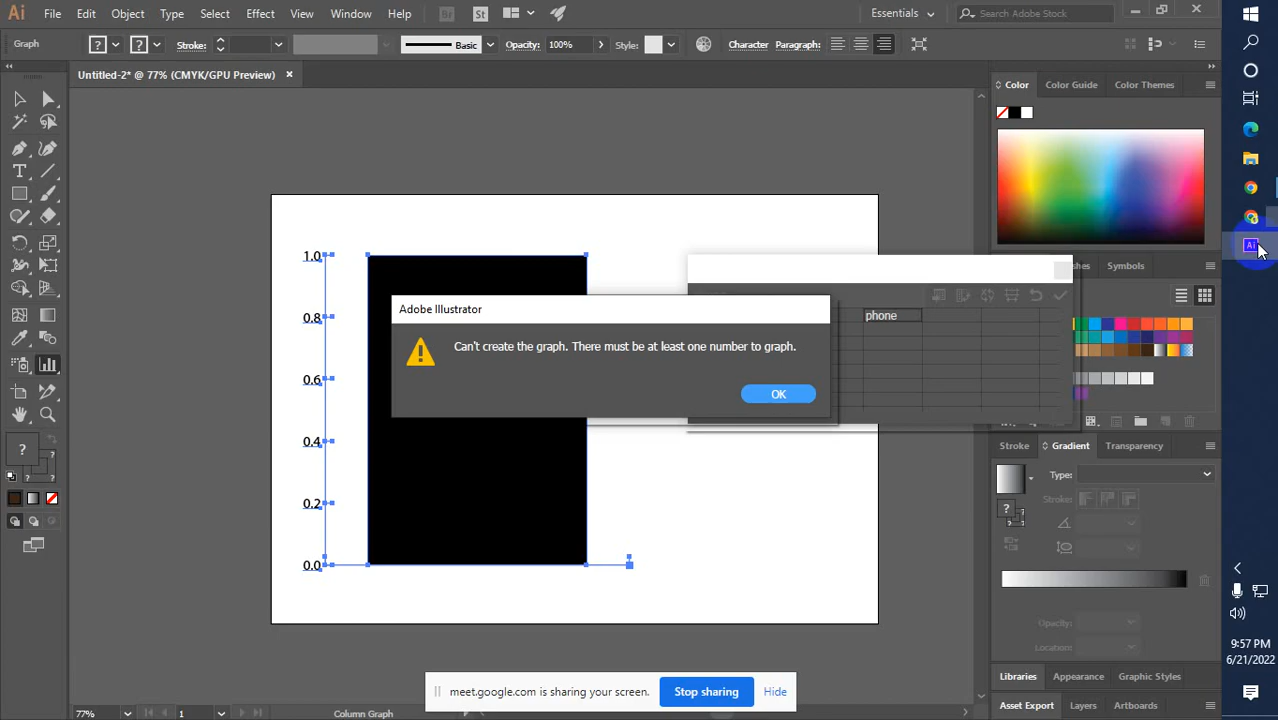 Ai File Edit Object Type Select Effect View Window Help Br St Essentials Search Adobe Stock
Graph ? ? Stroke: Basic Opacity: 100% Style: Character Paragraph:
Untitled-2* @ 77% (CMYK/GPU Preview)
Color Color Guide Color Themes
1.0
0.8
0.6
0.4
0.2
0.0
Symbols
phone
Adobe Illustrator
Can't create the graph. There must be at least one number to graph.
OK
Stroke Gradient Transparency
Type:
Stroke:
Opacity:
Location:
?
?
Libraries Appearance Graphic Styles
Asset Export Layers Artboards
meet.google.com is sharing your screen. Stop sharing Hide
77% 1 Column Graph
Ai
9:57 PM
6/21/2022